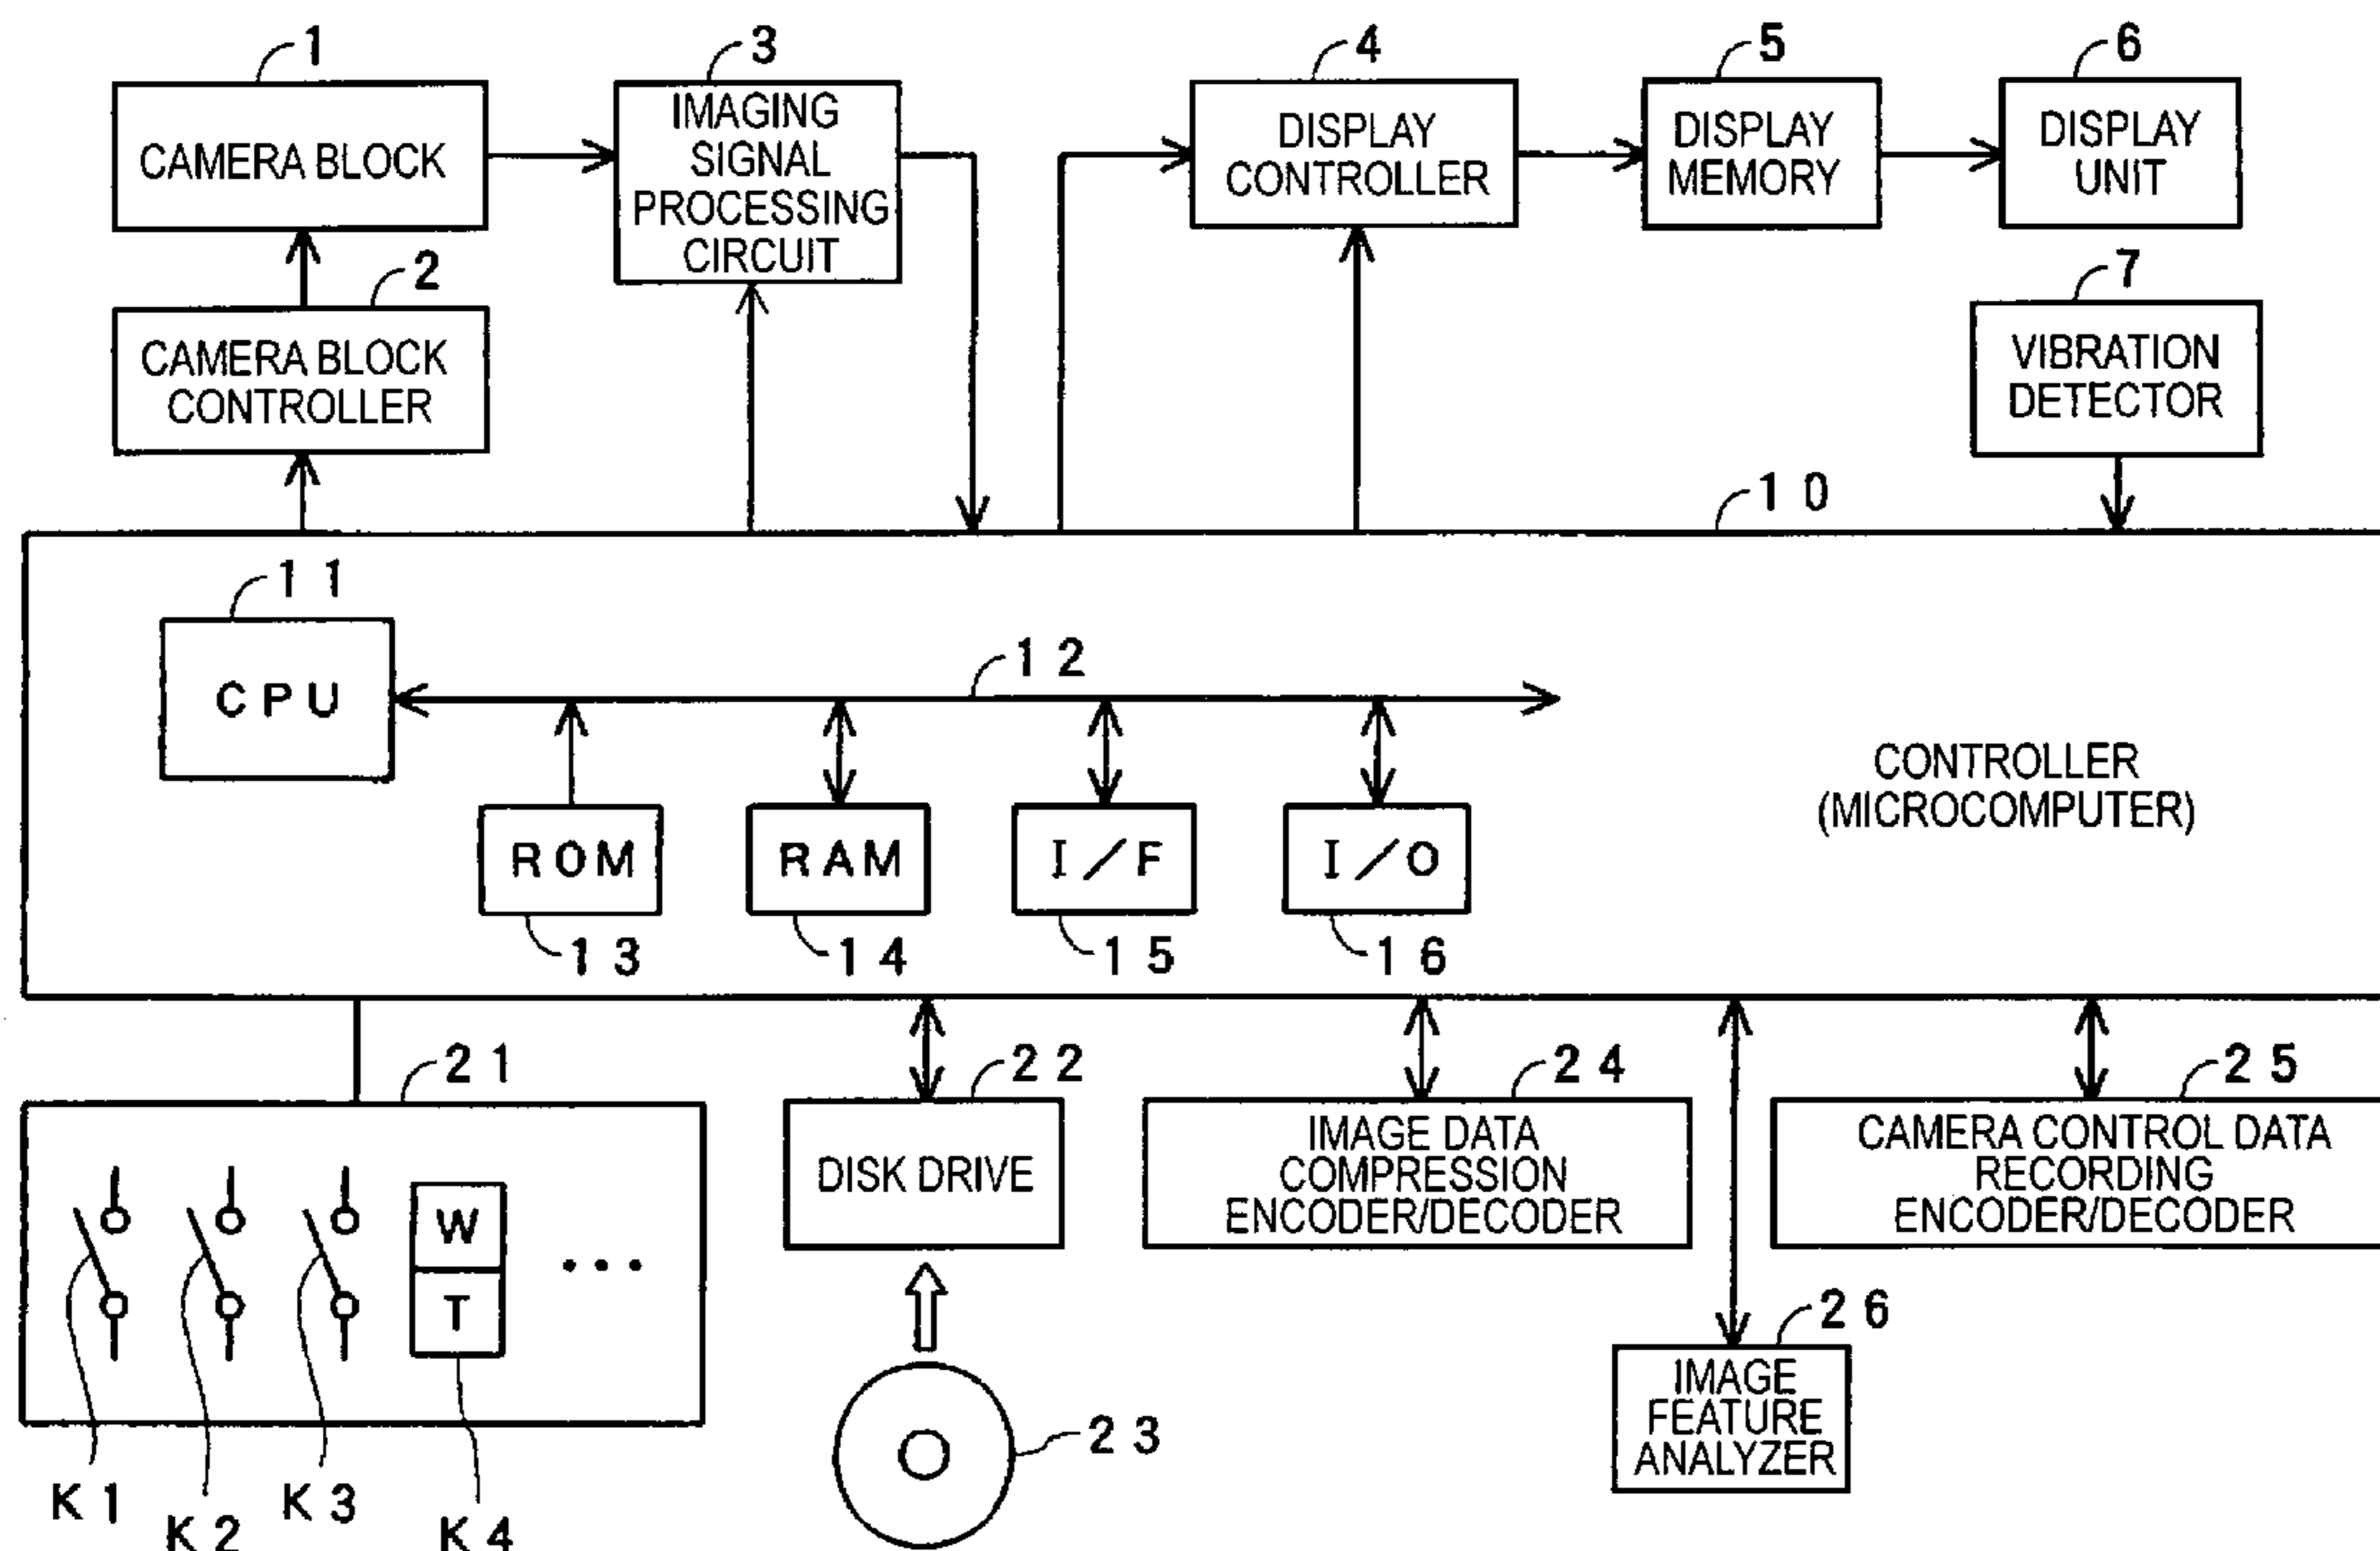 1
CAMERA BLOCK
2
CAMERA BLOCK
CONTROLLER
3
IMAGING
SIGNAL
PROCESSING
CIRCUIT
4
DISPLAY
CONTROLLER
5
DISPLAY
MEMORY
6
DISPLAY
UNIT
7
VIBRATION
DETECTOR
10
11
CPU
12
ROM
13
RAM
14
I/F
15
I/O
16
CONTROLLER
(MICROCOMPUTER)
21
W
T
...
K1
K2
K3
K4
22
DISK DRIVE
23
24
IMAGE DATA
COMPRESSION
ENCODER/DECODER
25
CAMERA CONTROL DATA
RECORDING
ENCODER/DECODER
26
IMAGE
FEATURE
ANALYZER